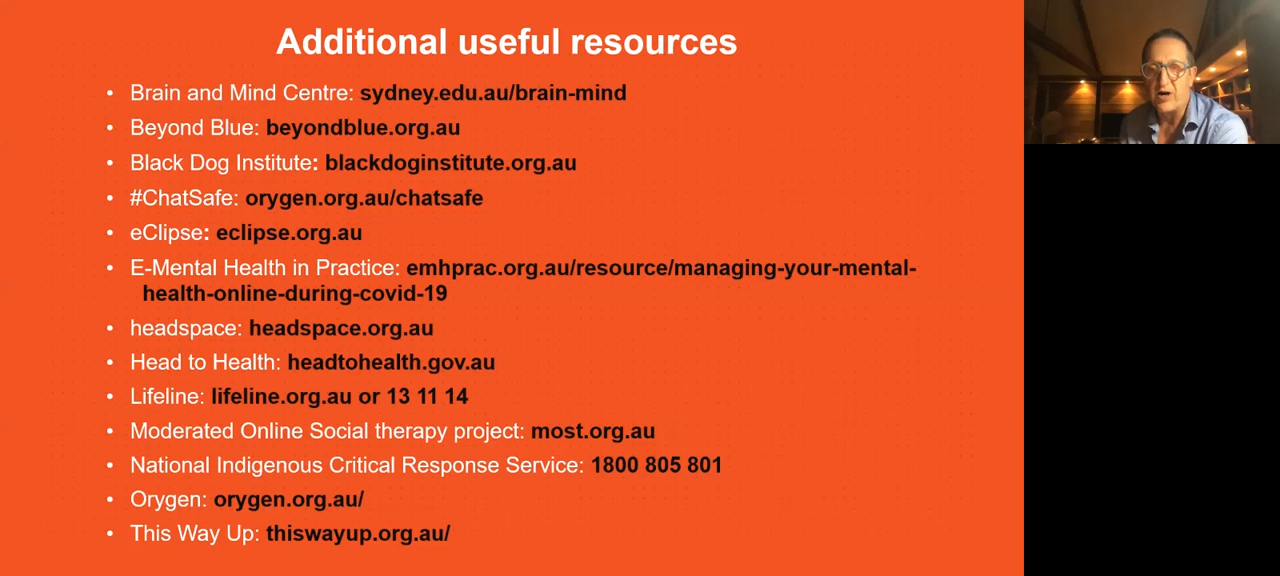 Additional useful resources
• Brain and Mind Centre: sydney.edu.au/brain-mind
• Beyond Blue: beyondblue.org.au
• Black Dog Institute: blackdoginstitute.org.au
• #ChatSafe: orygen.org.au/chatsafe
• eClipse: eclipse.org.au
• E-Mental Health in Practice: emhprac.org.au/resource/managing-your-mental-
health-online-during-covid-19
• headspace: headspace.org.au
• Head to Health: headtohealth.gov.au
• Lifeline: lifeline.org.au or 13 11 14
• Moderated Online Social therapy project: most.org.au
• National Indigenous Critical Response Service: 1800 805 801
• Orygen: orygen.org.au/
• This Way Up: thiswayup.org.au/